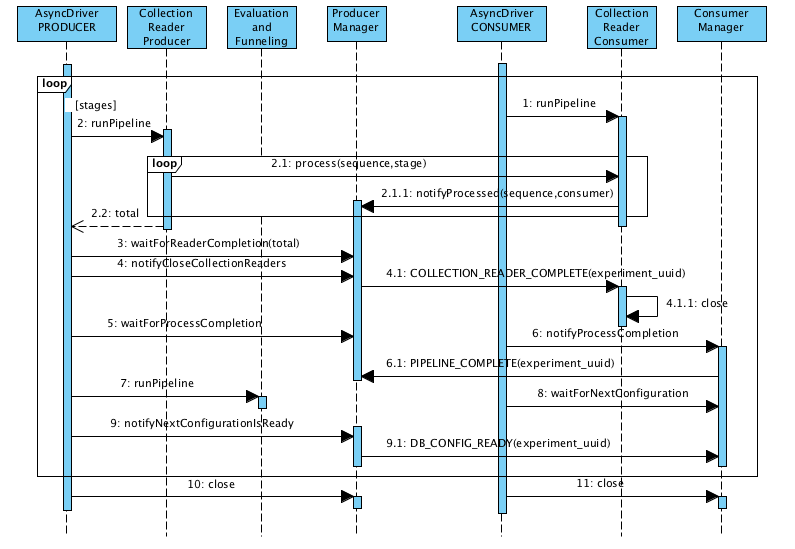 AsyncDriver
PRODUCER
Collection
Reader
Producer
Evaluation
and
Funneling
Producer
Manager
AsyncDriver
CONSUMER
Collection
Reader
Consumer
Consumer
Manager
loop
[stages]
1: runPipeline
2: runPipeline
loop
2.1: process(sequence,stage)
2.1.1: notifyProcessed(sequence,consumer)
2.2: total
3: waitForReaderCompletion(total)
4: notifyCloseCollectionReaders
4.1: COLLECTION_READER_COMPLETE(experiment_uuid)
4.1.1: close
5: waitForProcessCompletion
6: notifyProcessCompletion
6.1: PIPELINE_COMPLETE(experiment_uuid)
7: runPipeline
8: waitForNextConfiguration
9: notifyNextConfigurationIsReady
9.1: DB_CONFIG_READY(experiment_uuid)
10: close
11: close